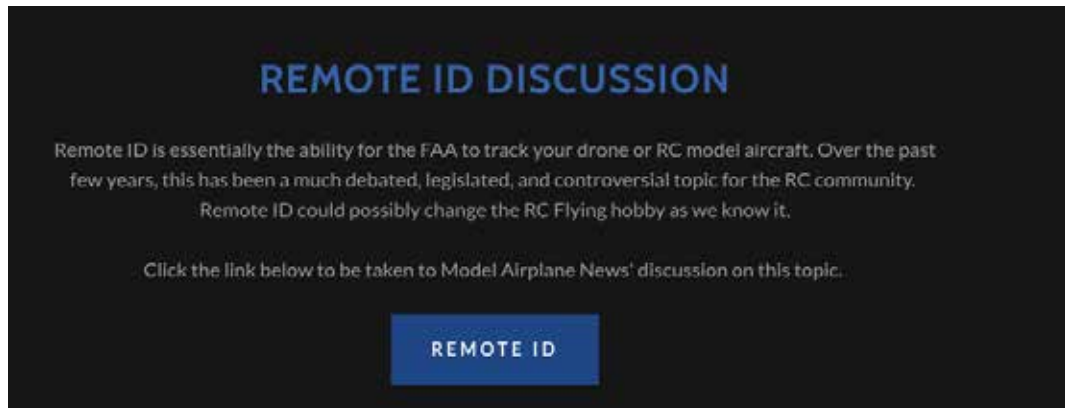 REMOTE ID DISCUSSION
Remote ID is essentially the ability for the FAA to track your drone or RC model aircraft. Over the past
few years, this has been a much debated, legislated, and controversial topic for the RC community.
Remote ID could possibly change the RC Flying hobby as we know it.
Click the link below to be taken to Model Airplane News' discussion on this topic.
REMOTE ID